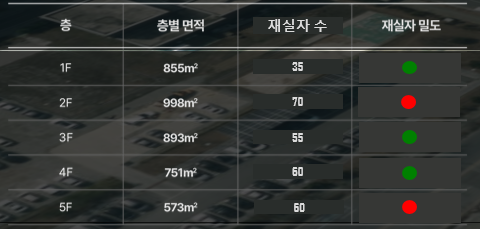 층 층별 면적 재실자 수 재실자 밀도
1F 855m² 35
2F 998m² 70
3F 893m² 55
4F 751m² 60
5F 573m² 60